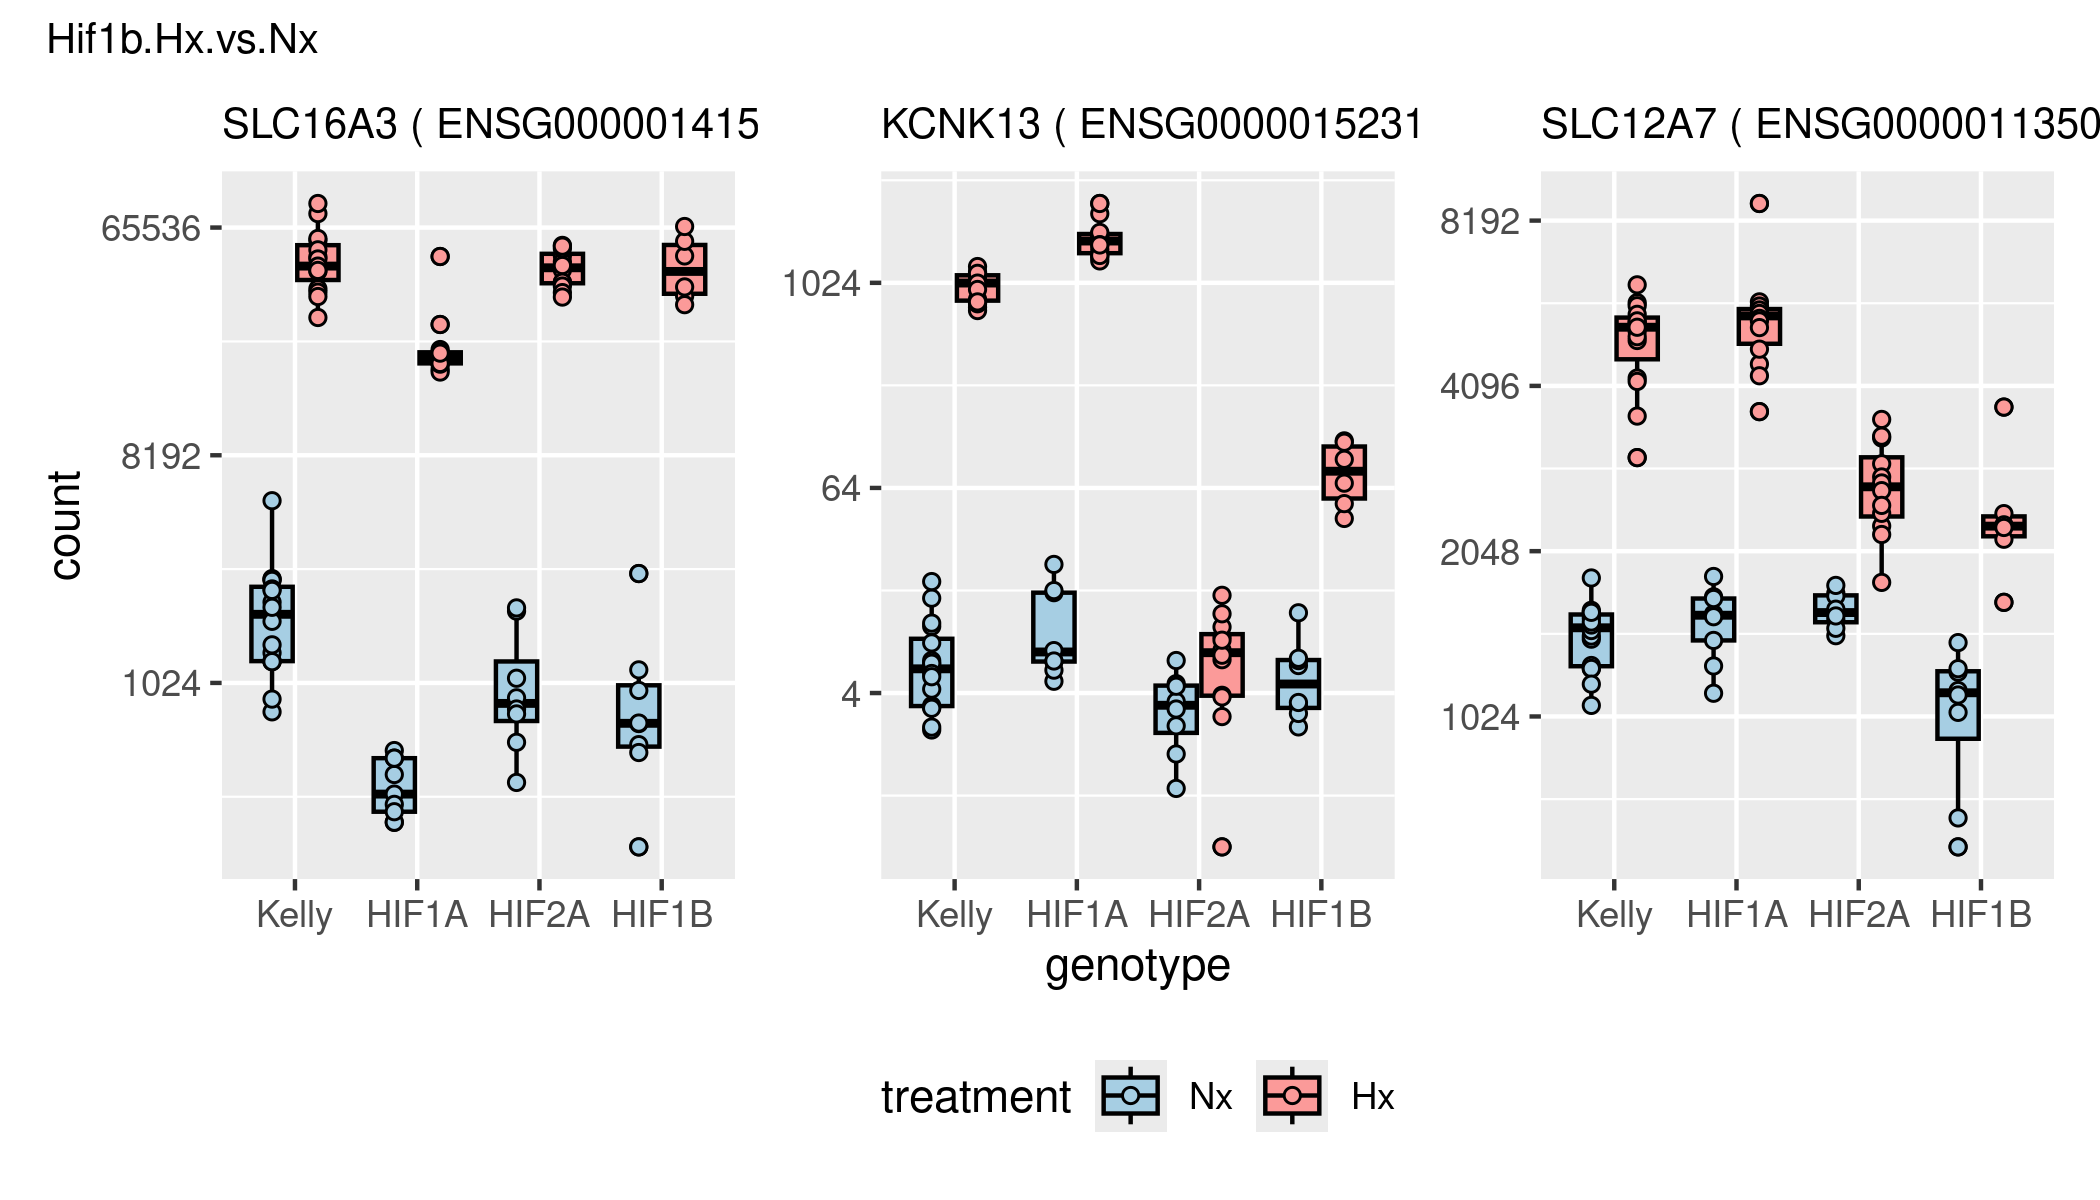 Hif1b.Hx.vs.Nx
SLC16A3 ( ENSG000001415
KCNK13 ( ENSG0000015231
SLC12A7 ( ENSG0000011350
count
65536
8192
1024
Kelly HIF1A HIF2A HIF1B
1024
64
4
Kelly HIF1A HIF2A HIF1B
8192
4096
2048
1024
Kelly HIF1A HIF2A HIF1B
genotype
treatment Nx Hx